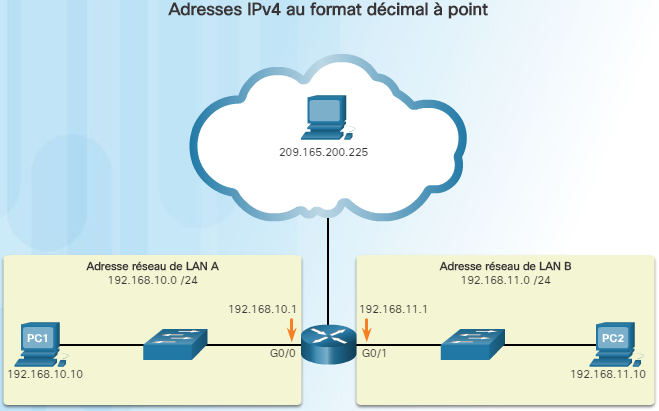 Adresses IPv4 au format décimal à point
209.165.200.225
Adresse réseau de LAN A
192.168.10.0 /24
192.168.10.1
G0/0
PC1
192.168.10.10
Adresse réseau de LAN B
192.168.11.0 /24
192.168.11.1
G0/1
PC2
192.168.11.10